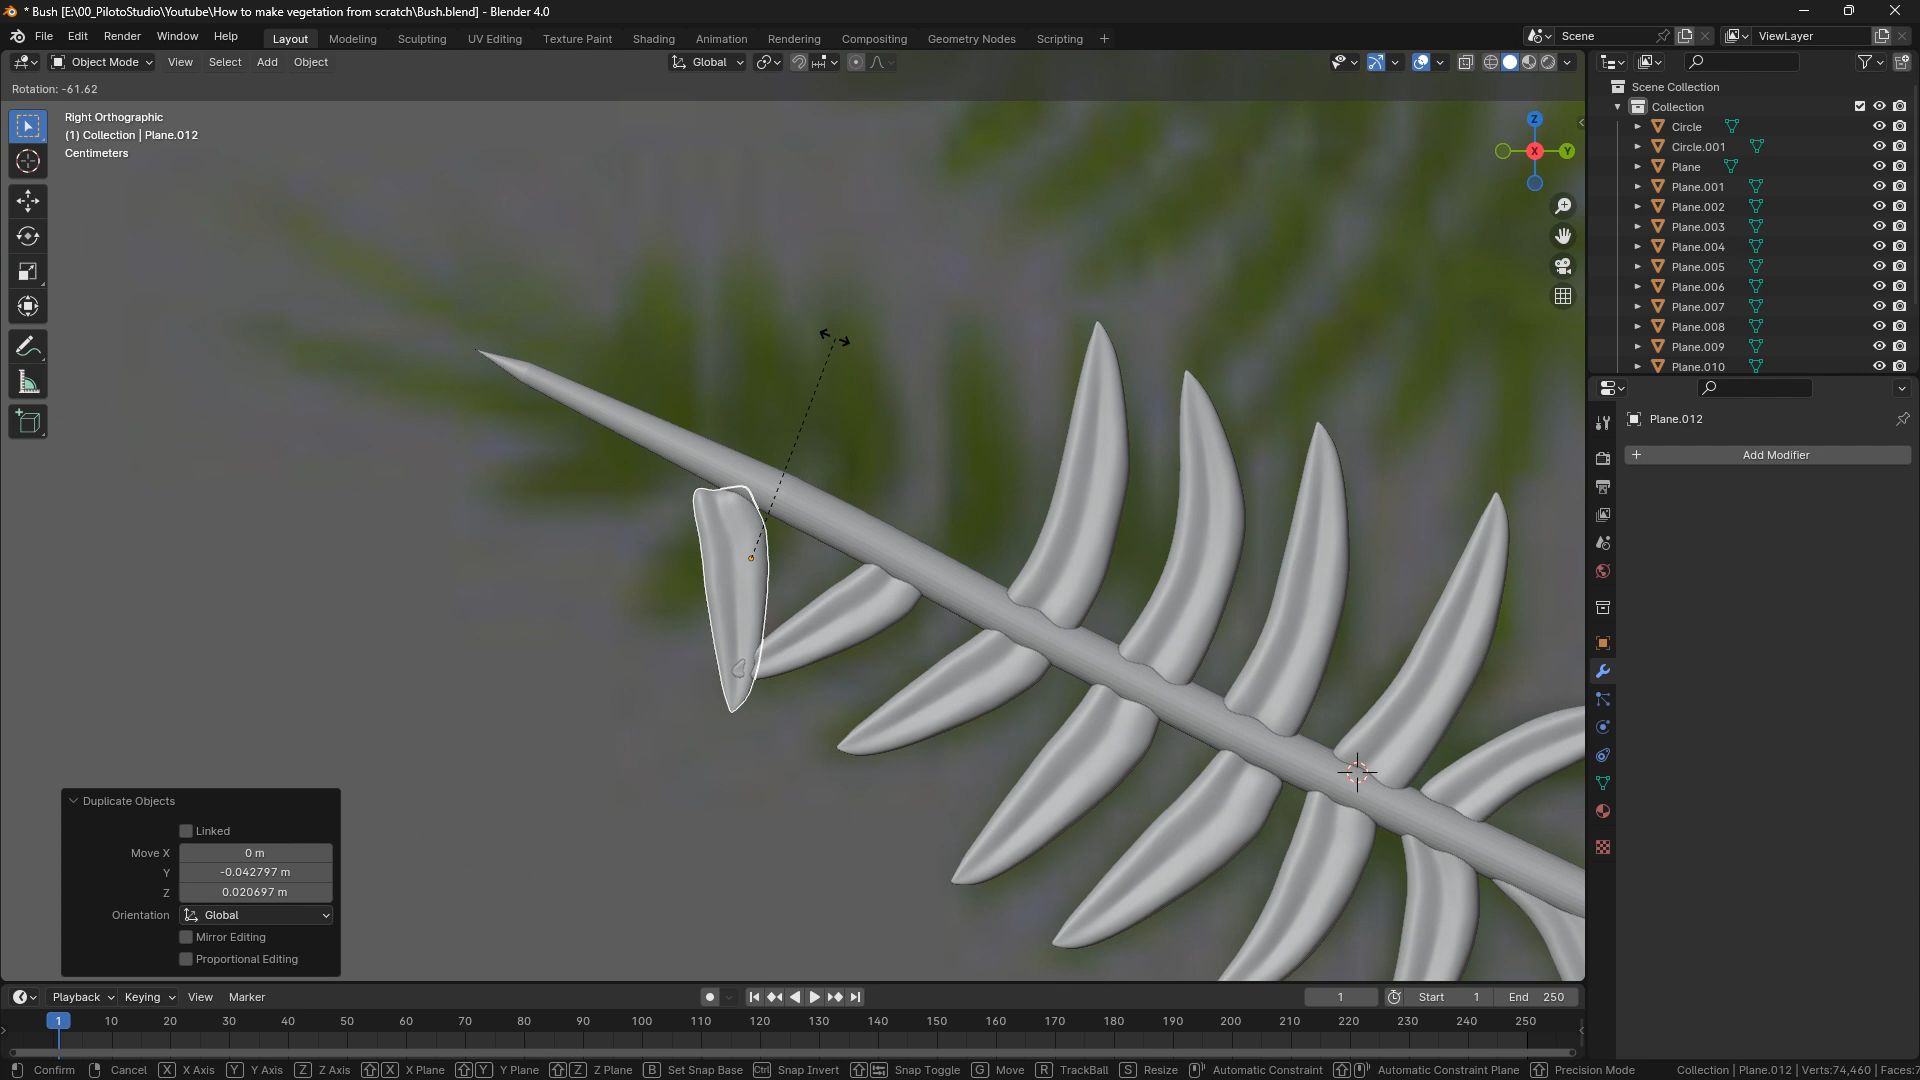 * Bush [E:\00_PilotoStudio\Youtube\How to make vegetation from scratch\Bush.blend] - Blender 4.0
File Edit Render Window Help
Layout Modeling Sculpting UV Editing Texture Paint Shading Animation Rendering Compositing Geometry Nodes Scripting +
Scene
ViewLayer
Object Mode View Select Add Object
Global
Rotation: -61.62
Right Orthographic
(1) Collection | Plane.012
Centimeters
Z
X
Y
Scene Collection
Collection
Circle
Circle.001
Plane
Plane.001
Plane.002
Plane.003
Plane.004
Plane.005
Plane.006
Plane.007
Plane.008
Plane.009
Plane.010
Plane.012
+ Add Modifier
Duplicate Objects
Linked
Move X 0 m
Y -0.042797 m
Z 0.020697 m
Orientation Global
Mirror Editing
Proportional Editing
Playback Keying View Marker
1 Start 1 End 250
1 10 20 30 40 50 60 70 80 90 100 110 120 130 140 150 160 170 180 190 200 210 220 230 240 250
Confirm Cancel X X Axis Y Y Axis Z Z Axis X X Plane Y Y Plane Z Z Plane B Set Snap Base Ctrl Snap Invert Snap Toggle G Move R TrackBall S Resize Automatic Constraint Automatic Constraint Plane Precision Mode Collection | Plane.012 | Verts:74,460 | Faces:7